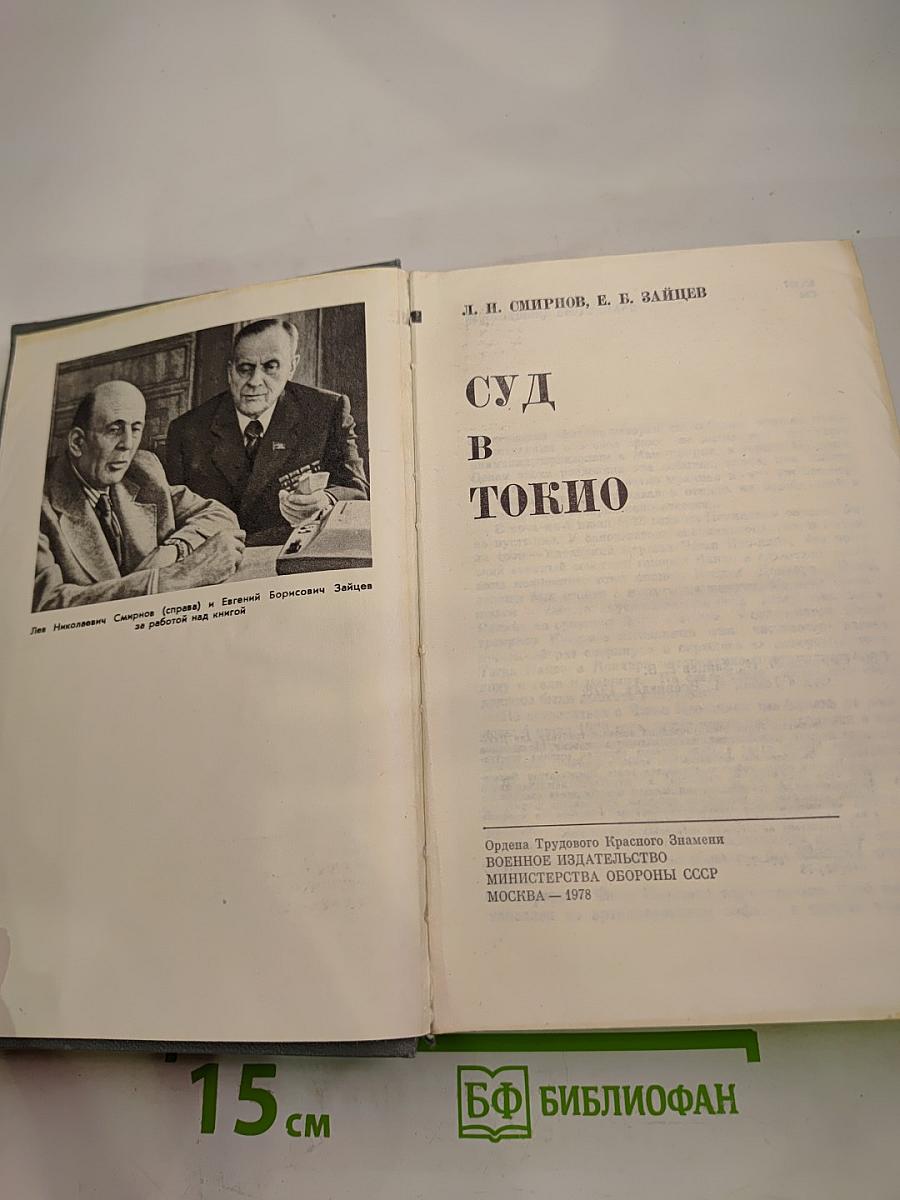 Лев Николаевич Смирнов (справа) и Евгений Борисович Зайцев
за работой над книгой
Л. Н. СМИРНОВ, Е. Б. ЗАЙЦЕВ
СУД
В
ТОКИО
Ордена Трудового Красного Знамени
ВОЕННОЕ ИЗДАТЕЛЬСТВО
МИНИСТЕРСТВА ОБОРОНЫ СССР
МОСКВА — 1978
15 см
БФ БИБЛИОФАН